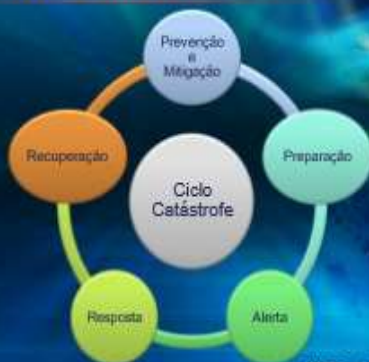 Prevenção
e
Mitigação
Preparação
Alerta
Resposta
Recuperação
Ciclo
Catástrofe